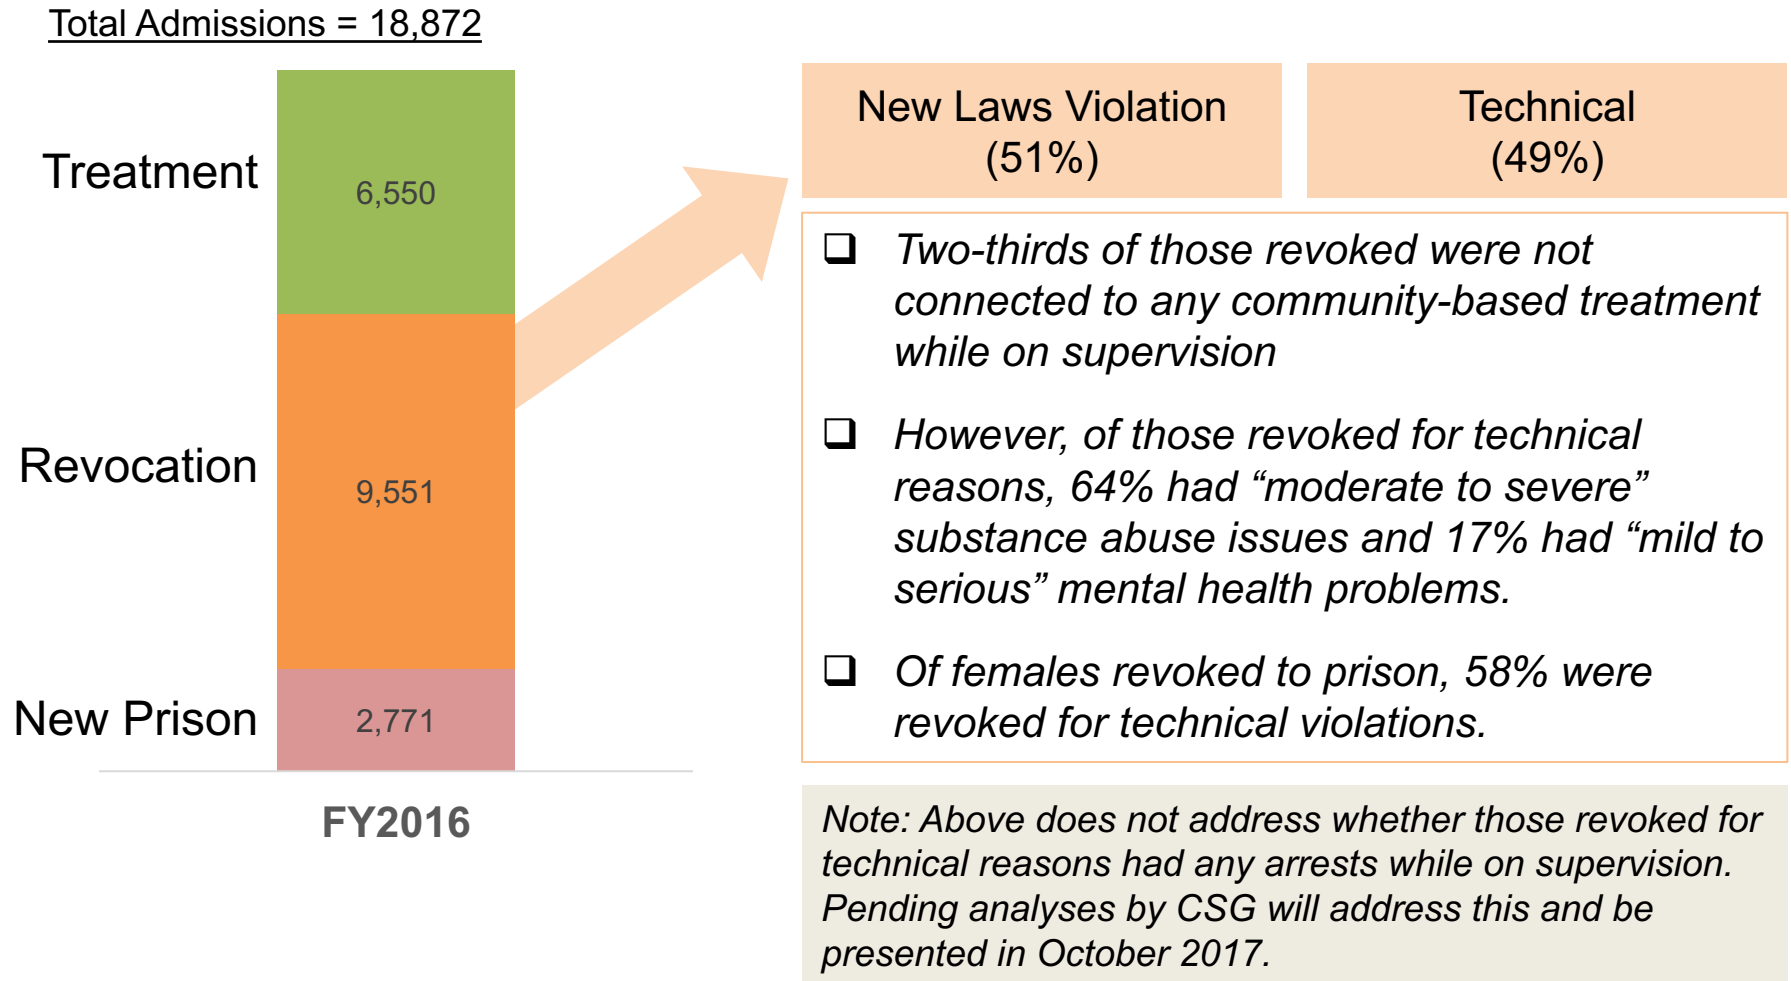 Total Admissions = 18,872
Treatment
6,550
Revocation
9,551
New Prison
2,771
FY2016
New Laws Violation
(51%)
Technical
(49%)
❑ Two-thirds of those revoked were not
connected to any community-based treatment
while on supervision
❑ However, of those revoked for technical
reasons, 64% had “moderate to severe”
substance abuse issues and 17% had “mild to
serious” mental health problems.
❑ Of females revoked to prison, 58% were
revoked for technical violations.
Note: Above does not address whether those revoked for
technical reasons had any arrests while on supervision.
Pending analyses by CSG will address this and be
presented in October 2017.